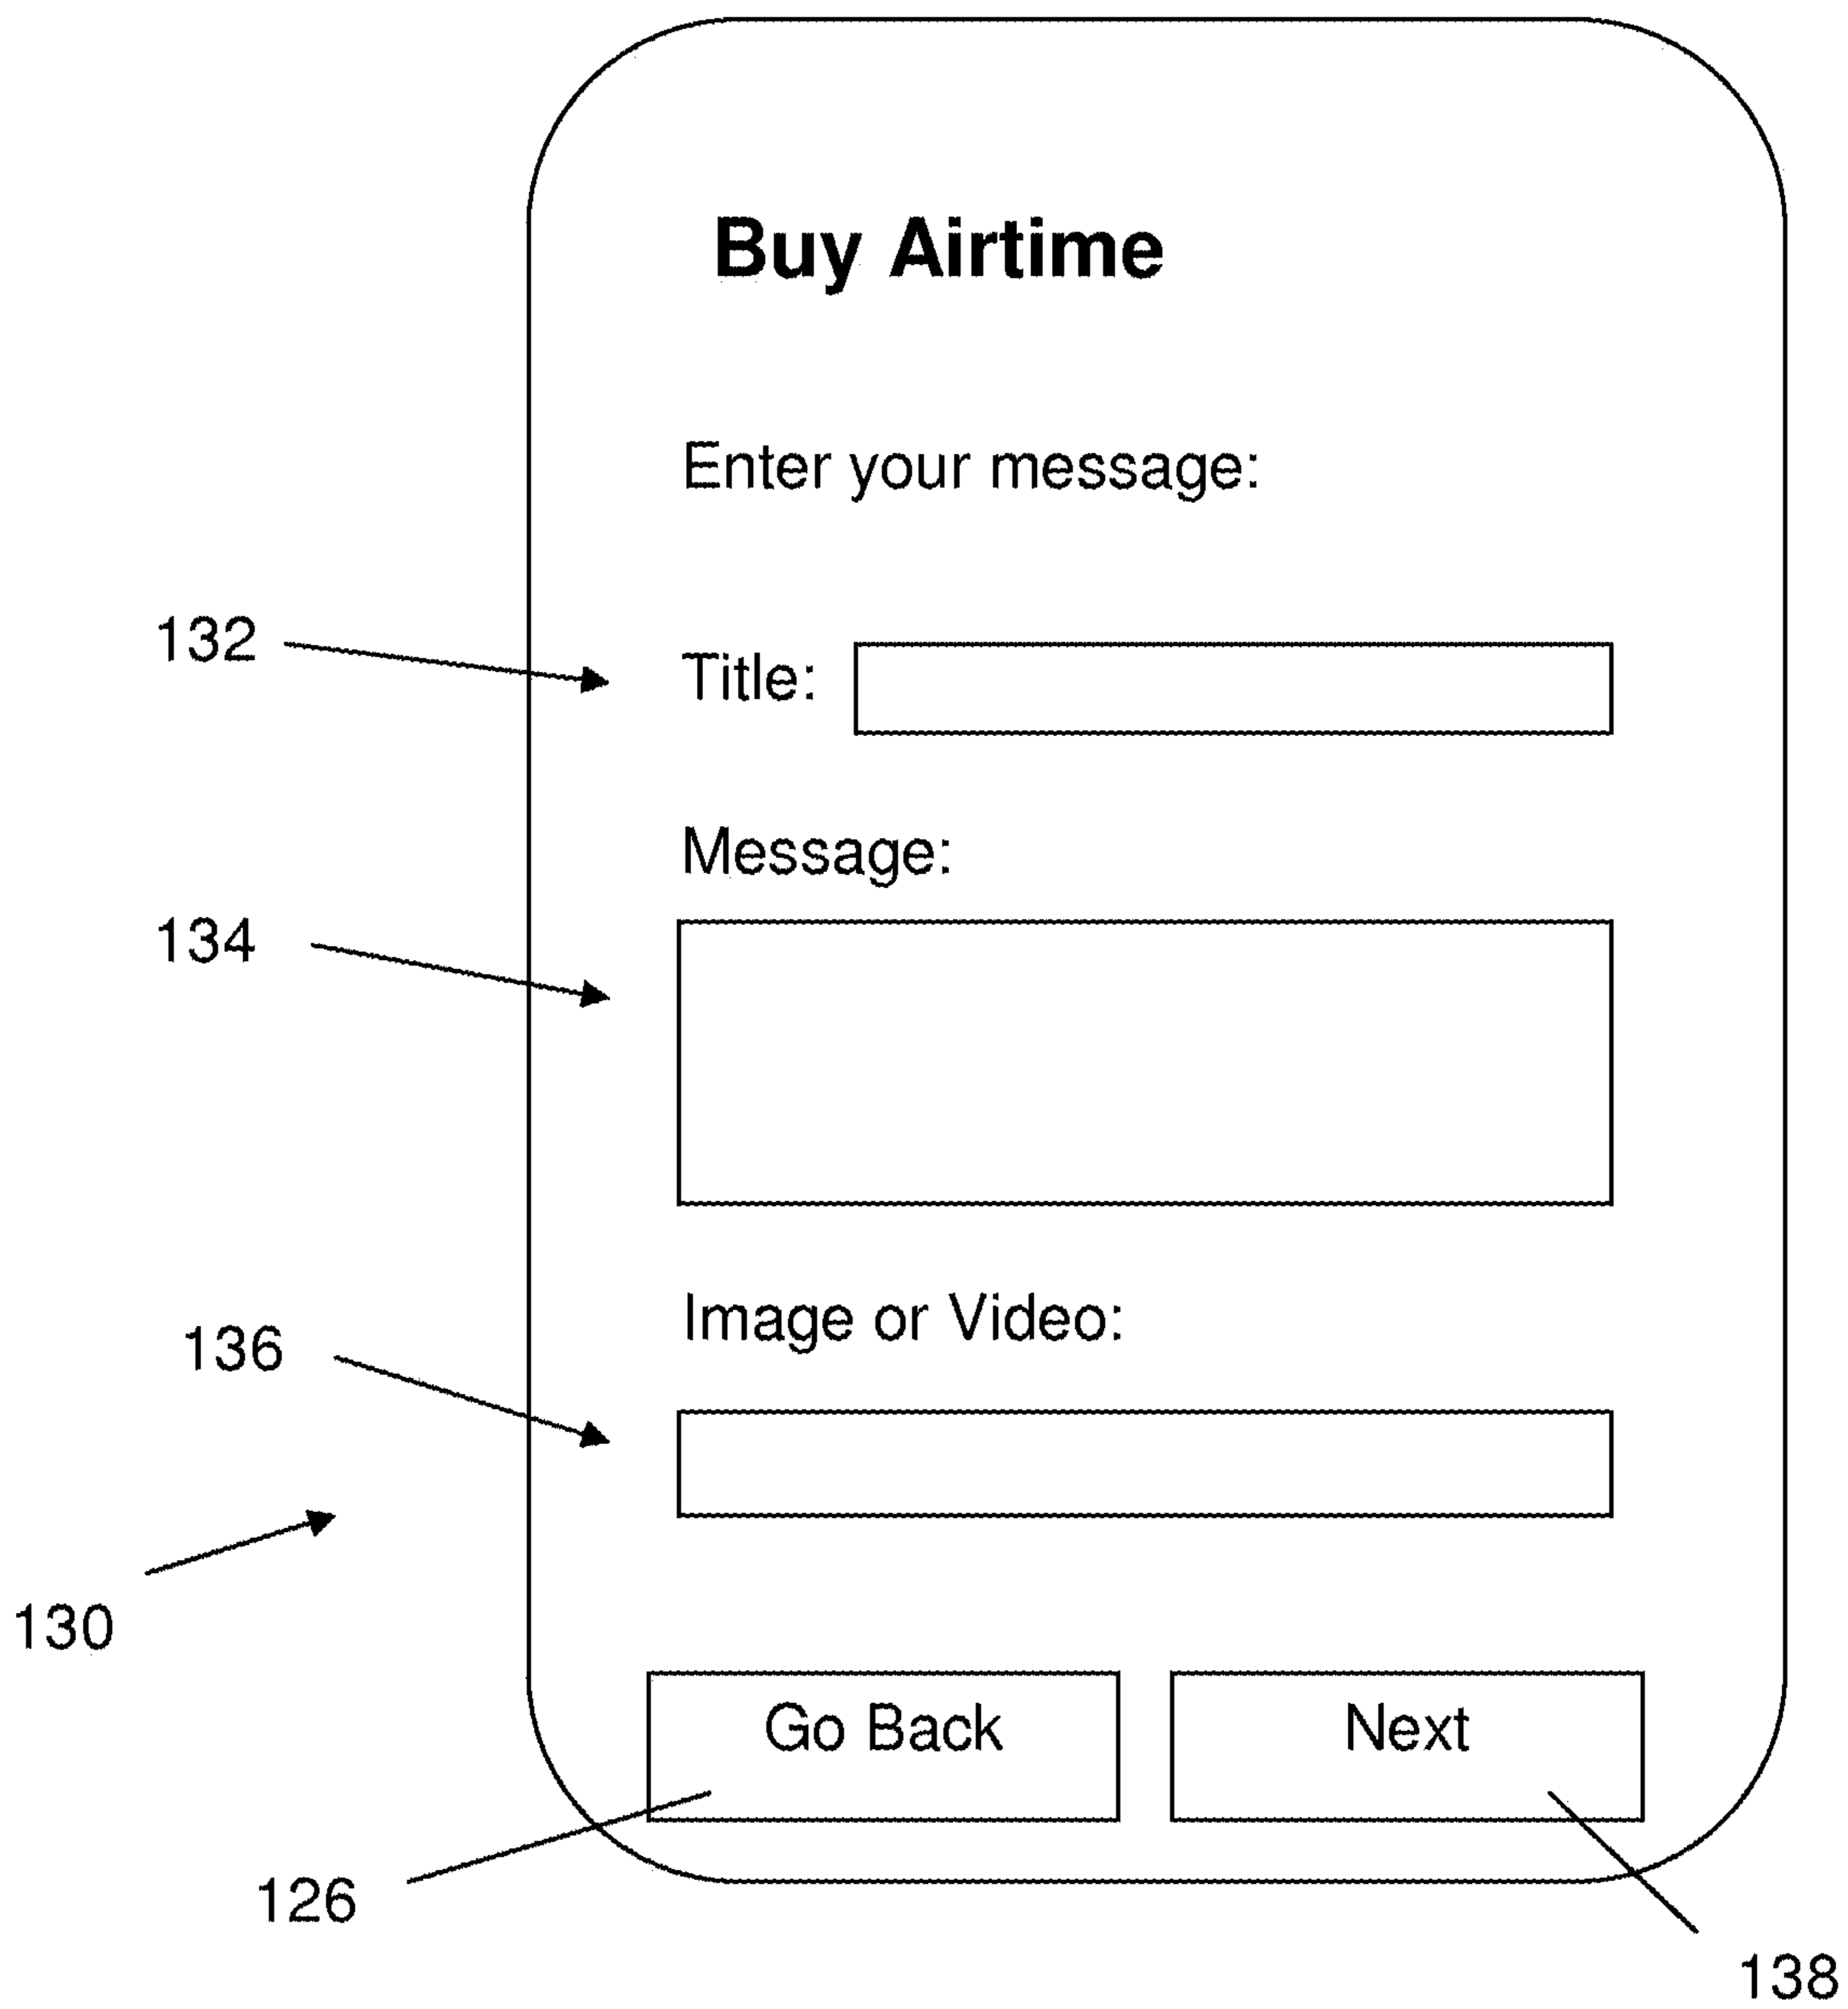 Buy Airtime
Enter your message:
132
Title:
Message:
134
Image or Video:
136
130
Go Back
Next
126
138